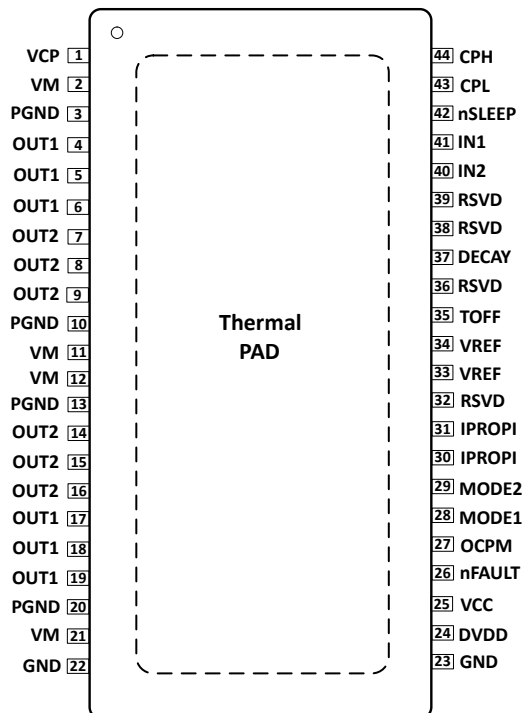 VCP 1
VM 2
PGND 3
OUT1 4
OUT1 5
OUT1 6
OUT2 7
OUT2 8
OUT2 9
PGND 10
VM 11
VM 12
PGND 13
OUT2 14
OUT2 15
OUT2 16
OUT1 17
OUT1 18
OUT1 19
PGND 20
VM 21
GND 22
Thermal
PAD
44 CPH
43 CPL
42 nSLEEP
41 IN1
40 IN2
39 RSVD
38 RSVD
37 DECAY
36 RSVD
35 TOFF
34 VREF
33 VREF
32 RSVD
31 IPROPI
30 IPROPI
29 MODE2
28 MODE1
27 OCPM
26 nFAULT
25 VCC
24 DVDD
23 GND